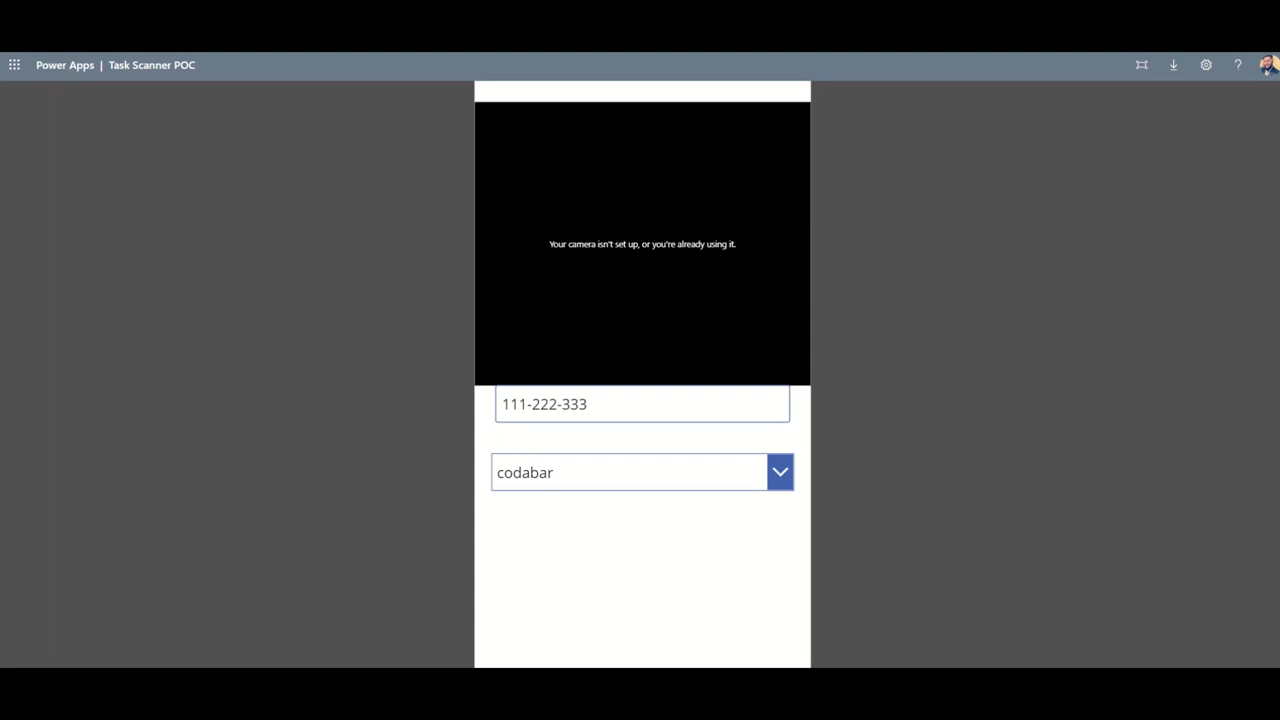 Power Apps | Task Scanner POC
Your camera isn't set up, or you're already using it.
111-222-333
codabar